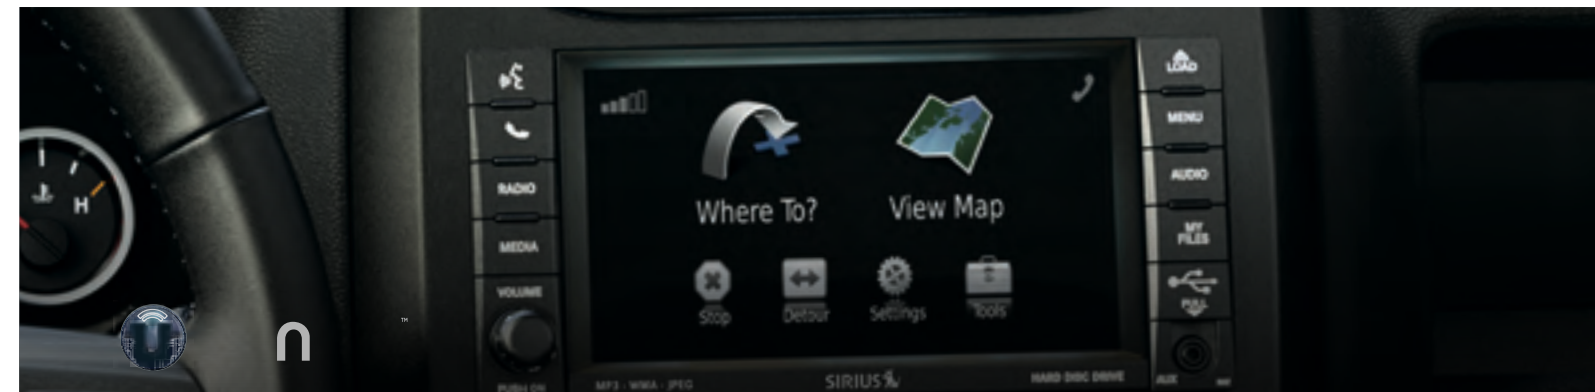 LOAD
MENU
RADIO
AUDIO
Where To?
View Map
H
MEDIA
MY
FILES
VOLUME
Stop
Detour
Settings
Tools
PULL
n
™
PUSH ON
MP3 · WMA · JPEG
SIRIUS
HARD DISC DRIVE
AUX